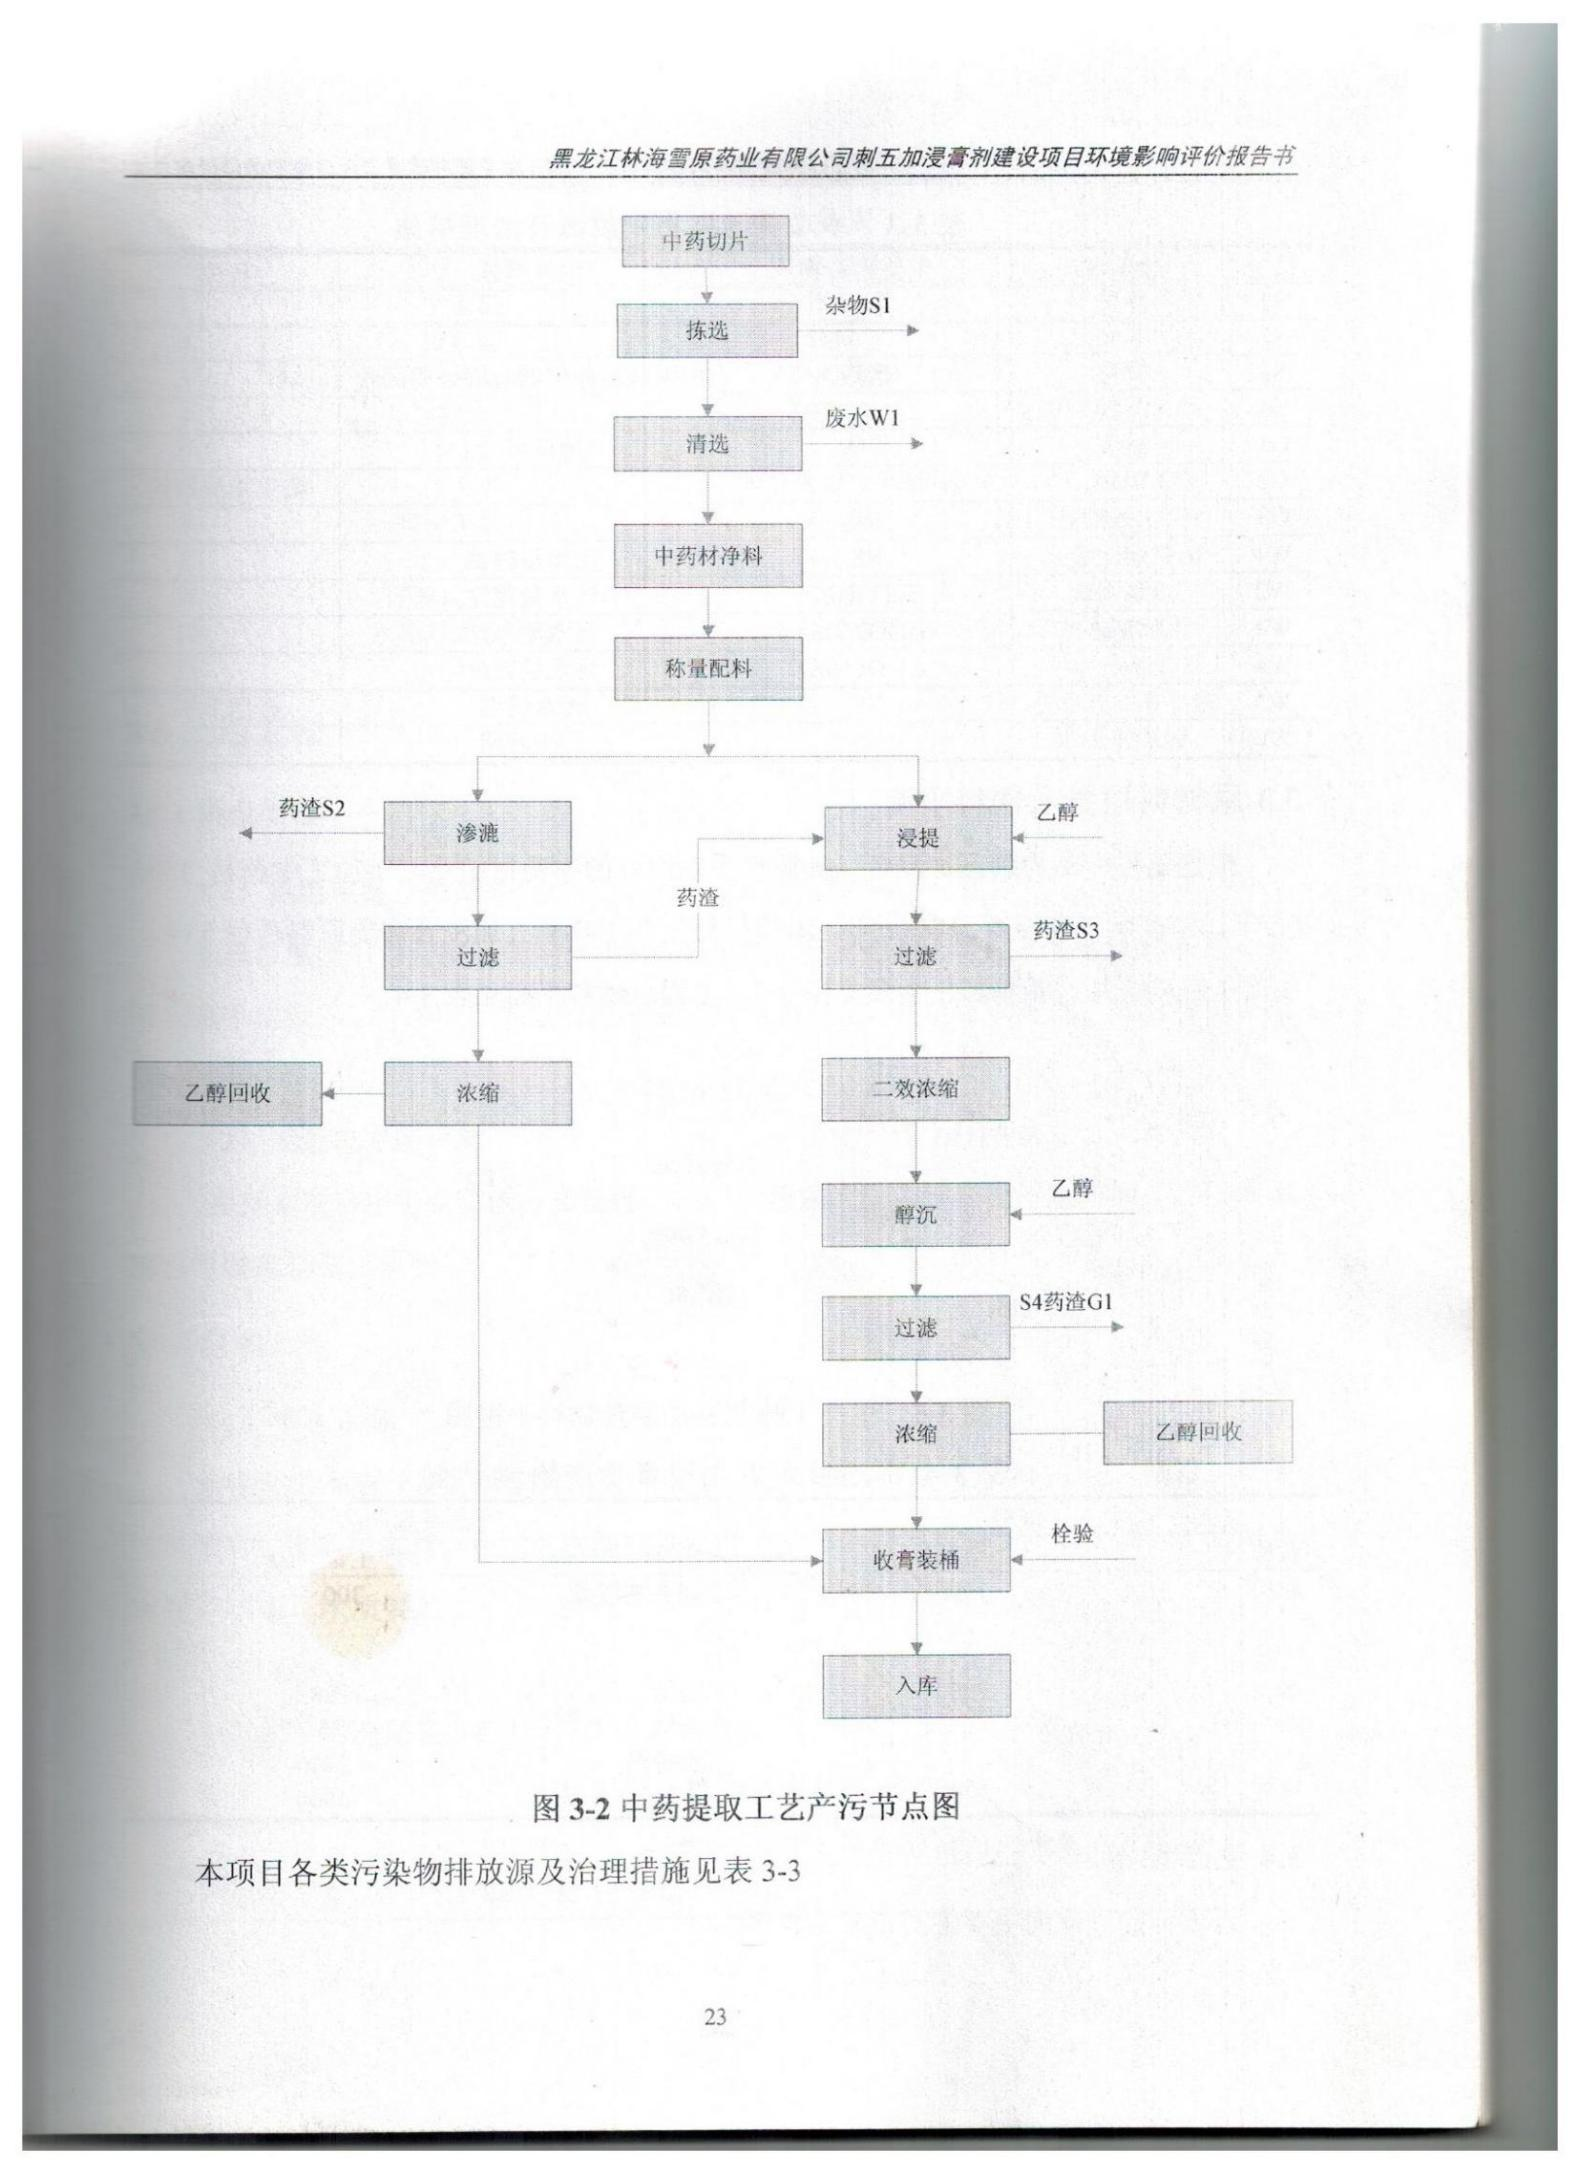 黑龙江林海雪原药业有限公司刺五加浸膏剂建设项目环境影响评价报告书
中药切片
杂物S1
拣选
废水W1
清选
中药材净料
称量配料
药渣S2
渗漉
乙醇
浸提
药渣
过滤
药渣S3
过滤
乙醇回收
浓缩
二效浓缩
乙醇
醇沉
S4药渣G1
过滤
浓缩
乙醇回收
栓验
收膏装桶
入库
图 3-2 中药提取工艺产污节点图
本项目各类污染物排放源及治理措施见表 3-3
23